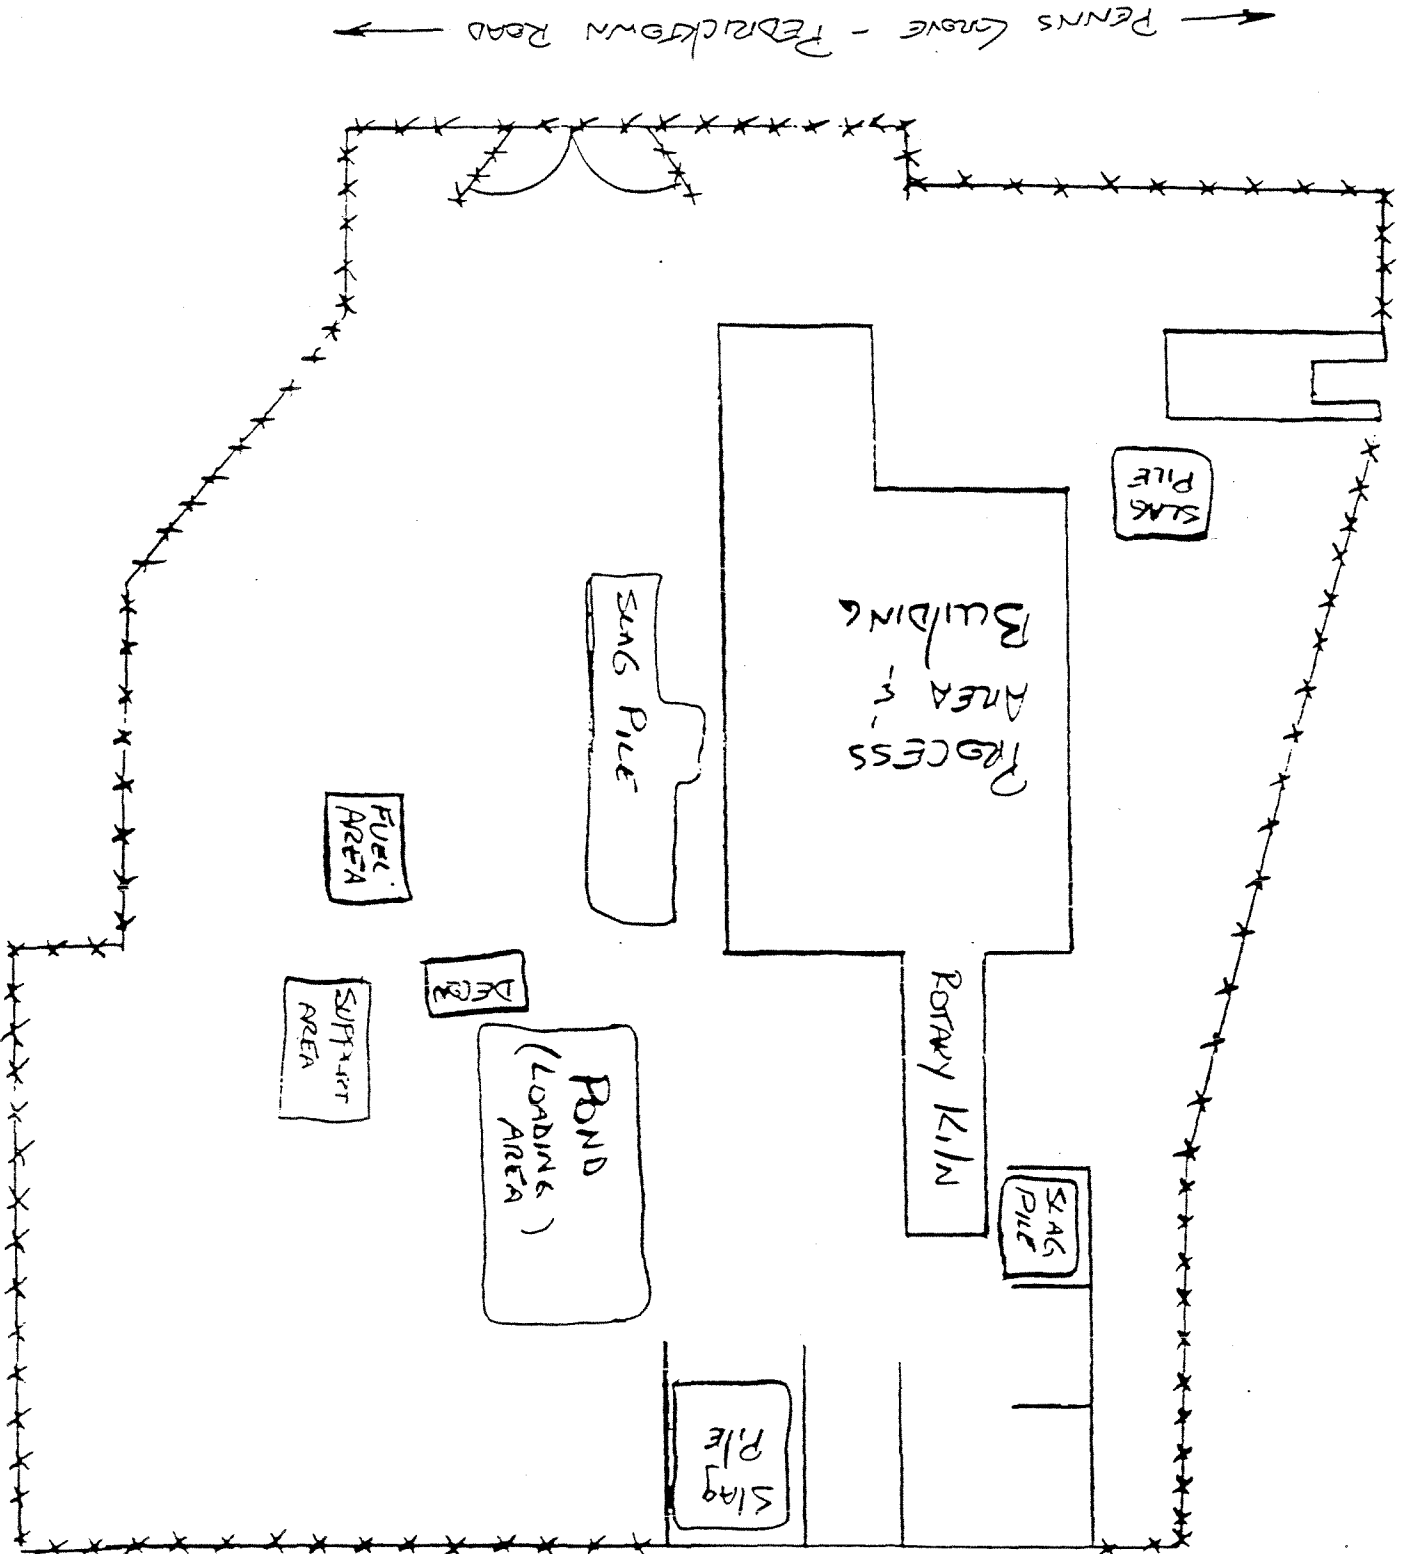 PENNS GROVE - PEDRICKTOWN ROAD
SLAG
PILE
PROCESS
AREA &
BUILDING
SLAG PILE
FUEL
AREA
DECON
SUPPORT
AREA
POND
(LOADING
AREA)
ROTARY KILN
SLAG
PILE
Slag
PilE